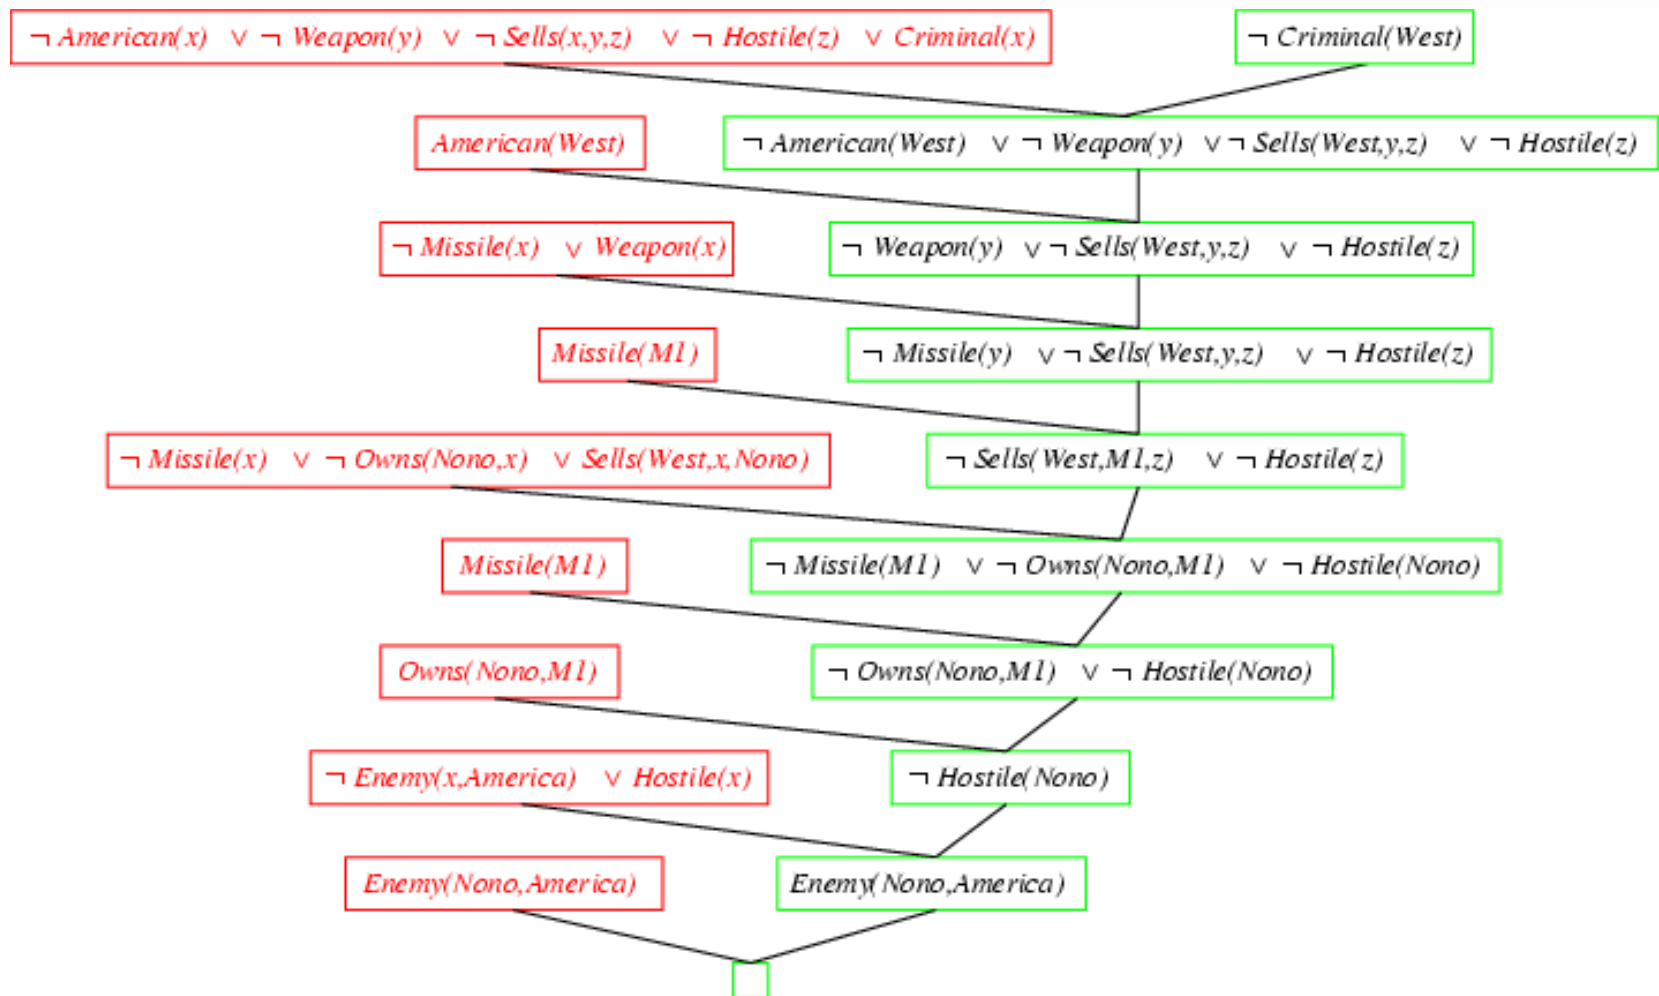 ¬ American(x) ∨ ¬ Weapon(y) ∨ ¬ Sells(x,y,z) ∨ ¬ Hostile(z) ∨ Criminal(x) ¬ Criminal(West)
American(West) ¬ American(West) ∨ ¬ Weapon(y) ∨ ¬ Sells(West,y,z) ∨ ¬ Hostile(z)
¬ Missile(x) ∨ Weapon(x) ¬ Weapon(y) ∨ ¬ Sells(West,y,z) ∨ ¬ Hostile(z)
Missile(M1) ¬ Missile(y) ∨ ¬ Sells(West,y,z) ∨ ¬ Hostile(z)
¬ Missile(x) ∨ ¬ Owns(Nono,x) ∨ Sells(West,x,Nono) ¬ Sells(West,M1,z) ∨ ¬ Hostile(z)
Missile(M1) ¬ Missile(M1) ∨ ¬ Owns(Nono,M1) ∨ ¬ Hostile(Nono)
Owns(Nono,M1) ¬ Owns(Nono,M1) ∨ ¬ Hostile(Nono)
¬ Enemy(x,America) ∨ Hostile(x) ¬ Hostile(Nono)
Enemy(Nono,America) Enemy(Nono,America)